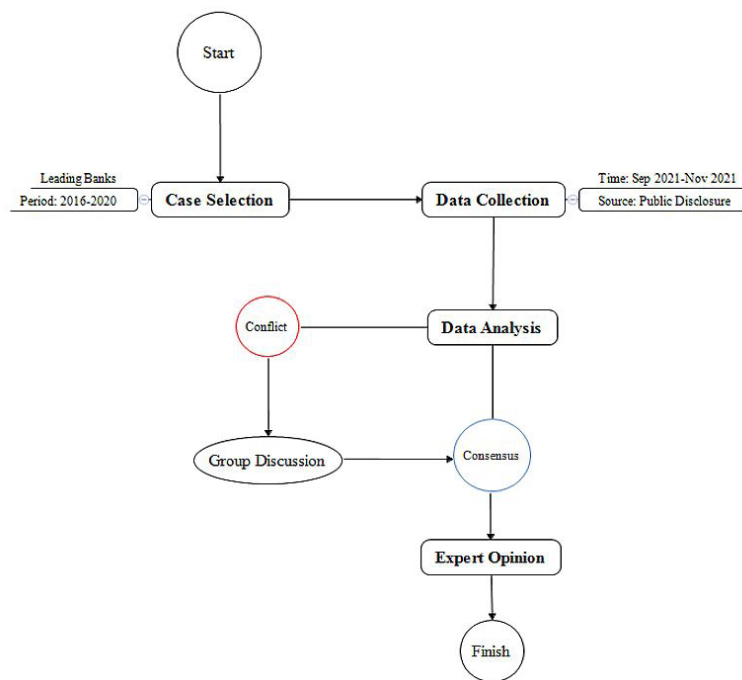 Start
Leading Banks
Period: 2016-2020
Case Selection
Data Collection
Time: Sep 2021-Nov 2021
Source: Public Disclosure
Conflict
Data Analysis
Group Discussion
Consensus
Expert Opinion
Finish